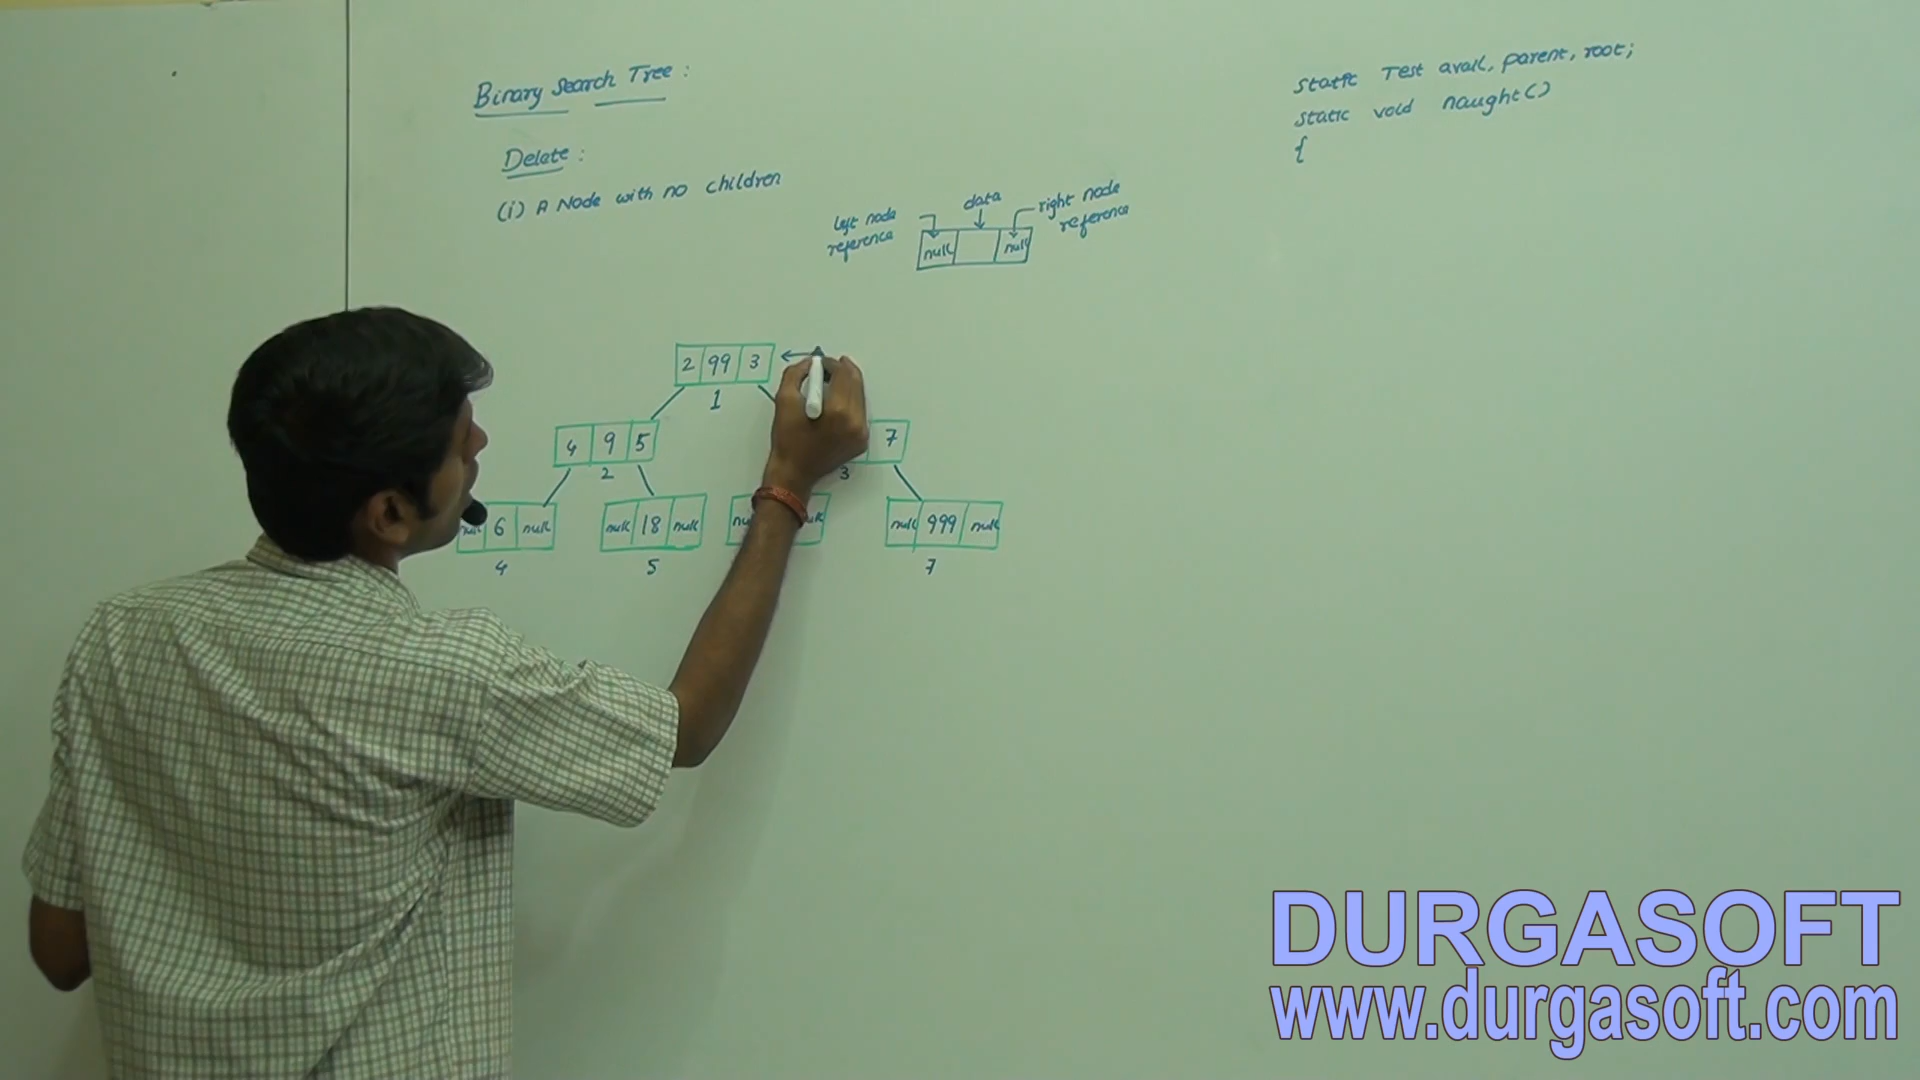 Binary Search Tree :
Delete :
(i) A Node with no children
static Test avail, parent, root;
static void naught()
{
left node
reference
data
right node
reference
null null
2 99 3
1
4 9 5
2
7
3
null 6 null
4
null 18 null
5
null 999 null
7
DURGASOFT
www.durgasoft.com